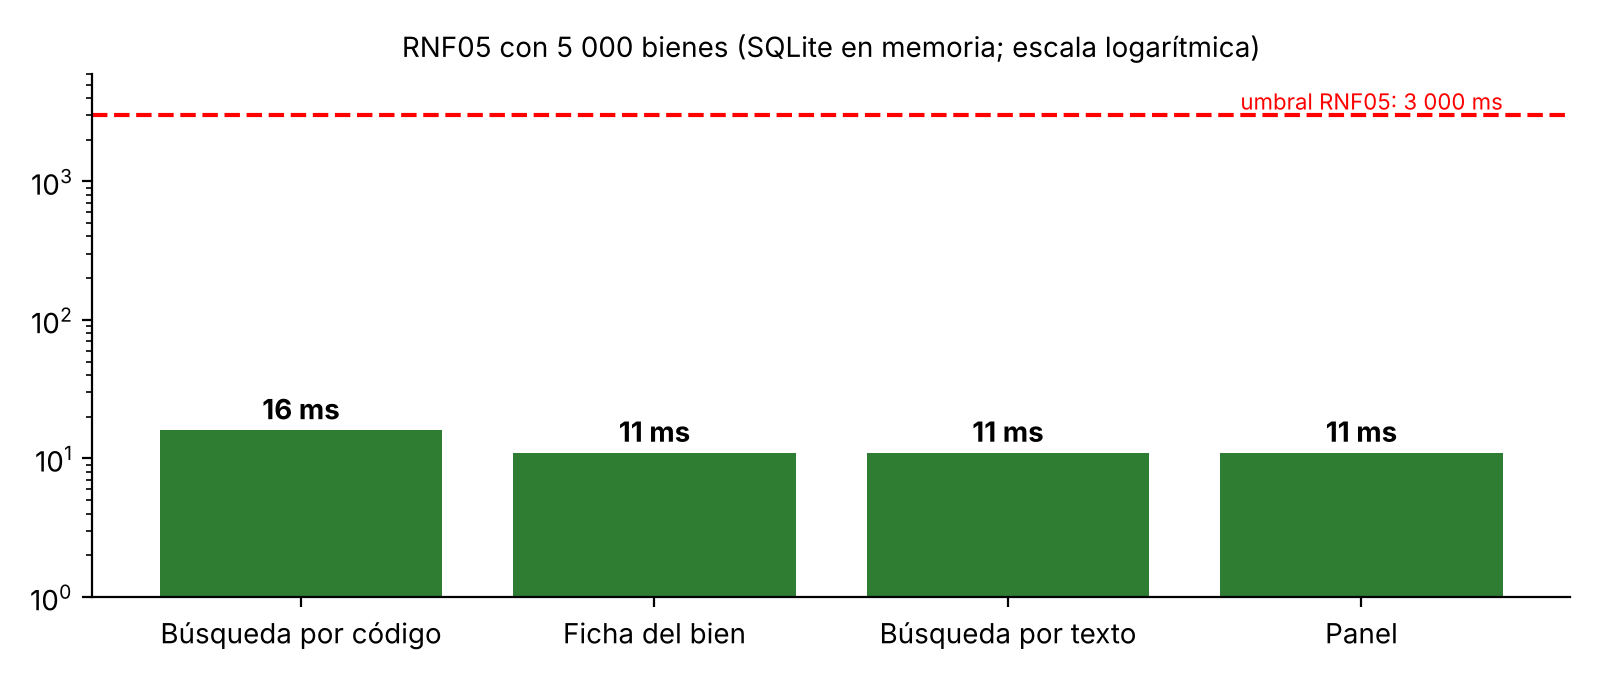 RNF05 con 5 000 bienes (SQLite en memoria; escala logarítmica)
umbral RNF05: 3 000 ms
10³
10²
16 ms
11 ms
11 ms
11 ms
10¹
10⁰
Búsqueda por código
Ficha del bien
Búsqueda por texto
Panel